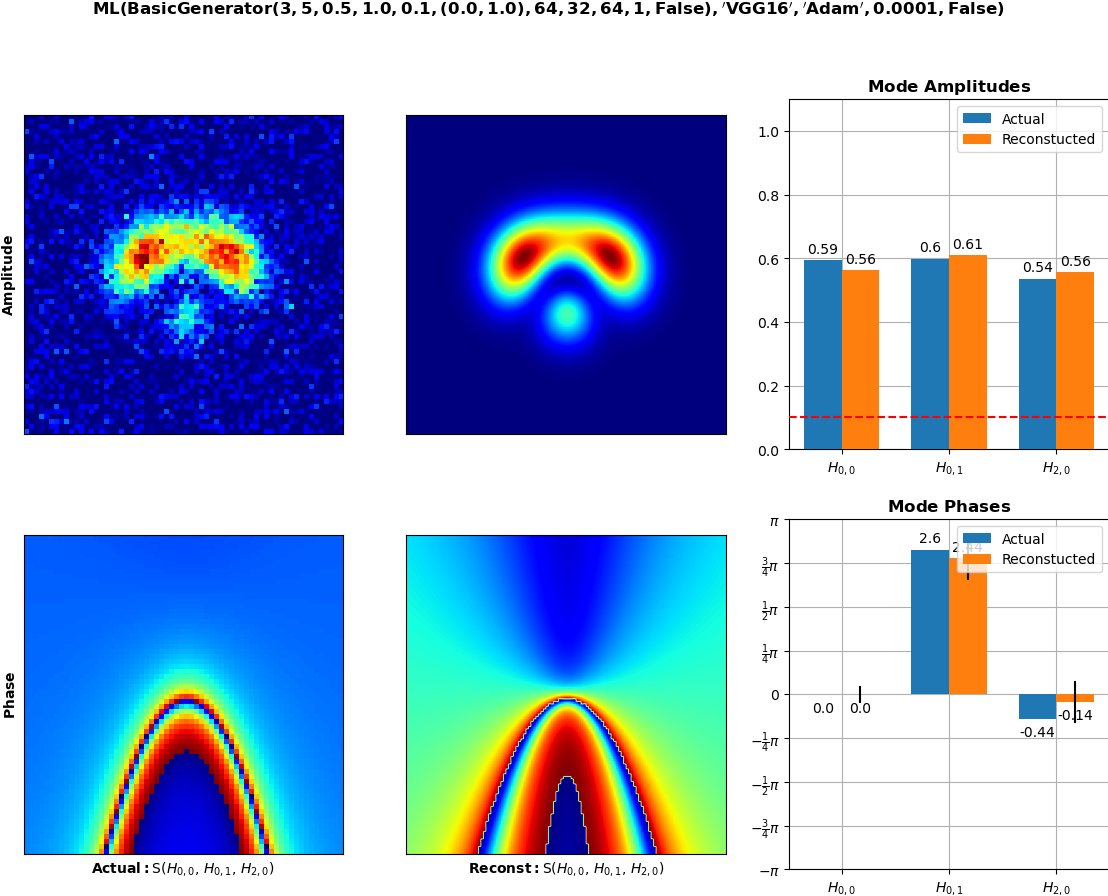 ML(BasicGenerator(3, 5, 0.5, 1.0, 0.1, (0.0, 1.0), 64, 32, 64, 1, False), ′VGG16′, ′Adam′, 0.0001, False)
Amplitude
Mode Amplitudes
Actual
Reconstucted
1.0
0.8
0.6
0.4
0.2
0.0
0.59
0.56
0.6
0.61
0.54
0.56
H0,0
H0,1
H2,0
Phase
Actual: S(H0,0, H0,1, H2,0)
Reconst: S(H0,0, H0,1, H2,0)
Mode Phases
Actual
Reconstucted
π
3/4π
1/2π
1/4π
0
−1/4π
−1/2π
−3/4π
−π
0.0
0.0
2.6
2.44
-0.44
-0.14
H0,0
H0,1
H2,0